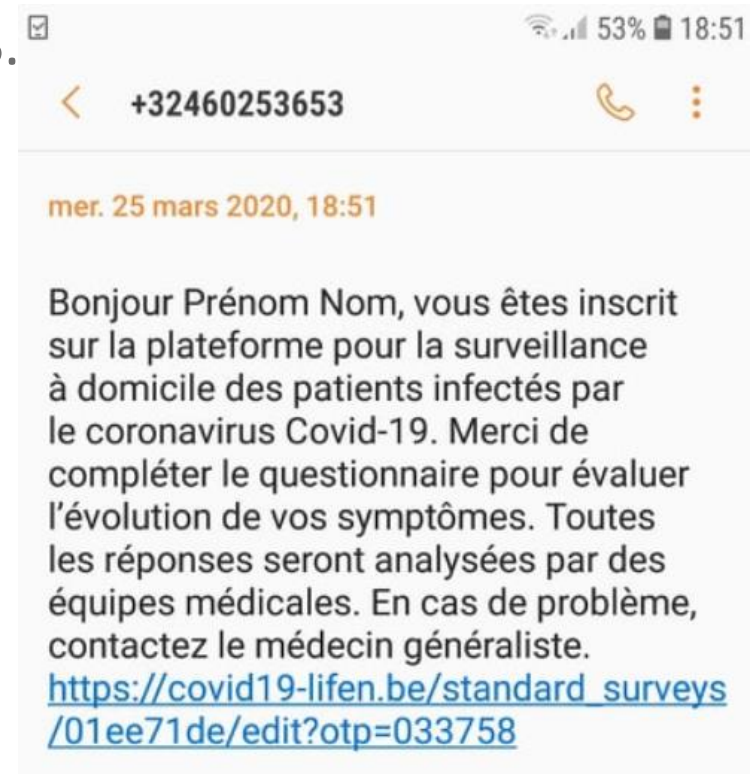 53% 18:51
+32460253653
mer. 25 mars 2020, 18:51
Bonjour Prénom Nom, vous êtes inscrit
sur la plateforme pour la surveillance
à domicile des patients infectés par
le coronavirus Covid-19. Merci de
compléter le questionnaire pour évaluer
l’évolution de vos symptômes. Toutes
les réponses seront analysées par des
équipes médicales. En cas de problème,
contactez le médecin généraliste.
https://covid19-lifen.be/standard_surveys
/01ee71de/edit?otp=033758